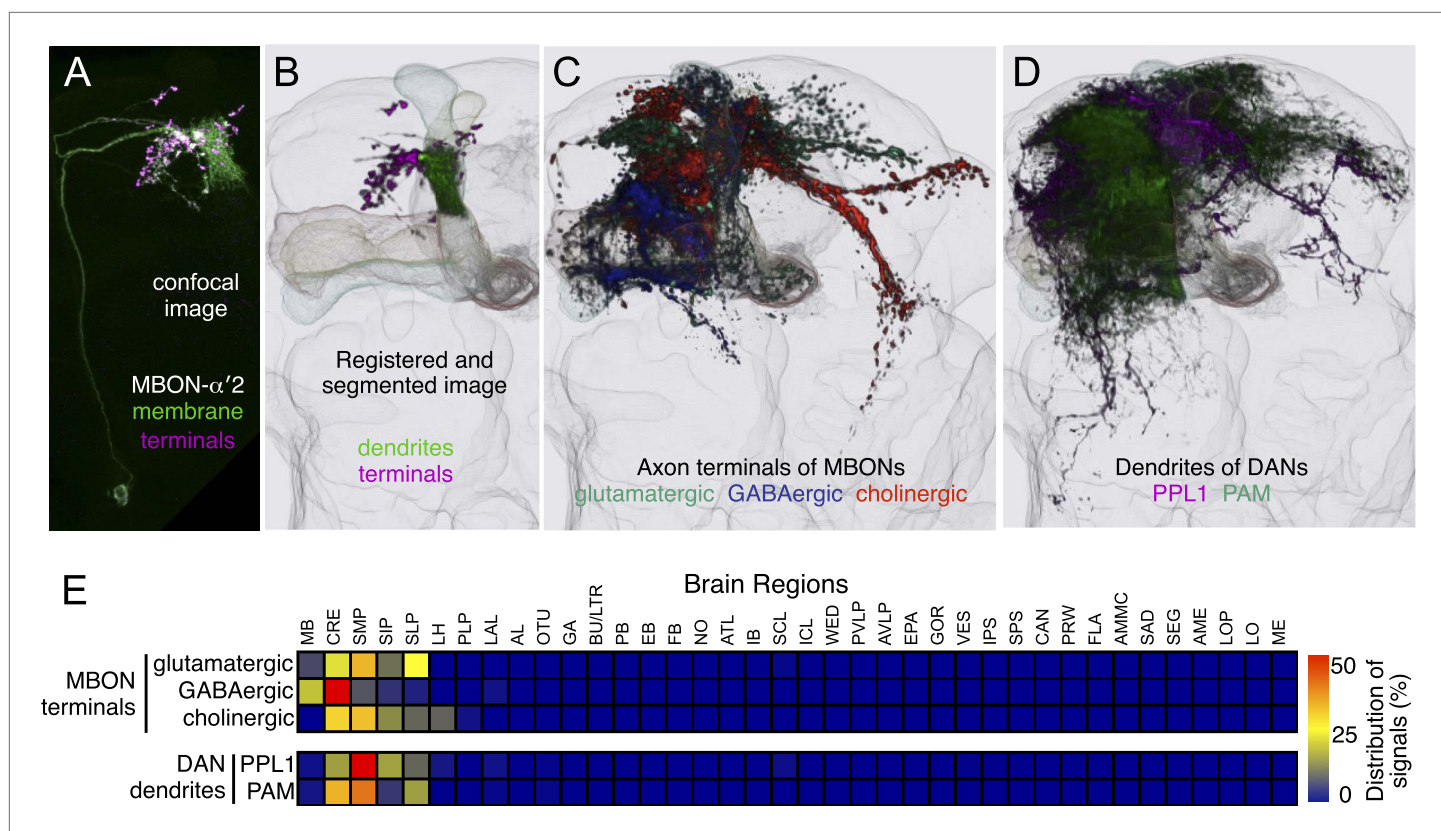 A
confocal
image
MBON-α′2
membrane
terminals
B
Registered and
segmented image
dendrites
terminals
C
Axon terminals of MBONs
glutamatergic GABAergic cholinergic
D
Dendrites of DANs
PPL1 PAM
E
Brain Regions
MB CRE SMP SIP SLP LH PLP LAL AL OTU GA BU/LTR PB EB FB NO ATL IB SCL ICL WED PVLP AVLP EPA GOR VES IPS SPS CAN PRW FLA AMMC SAD SEG AME LOP LO ME
MBON
terminals
glutamatergic
GABAergic
cholinergic
DAN
dendrites
PPL1
PAM
50
25
0
Distribution of
signals (%)